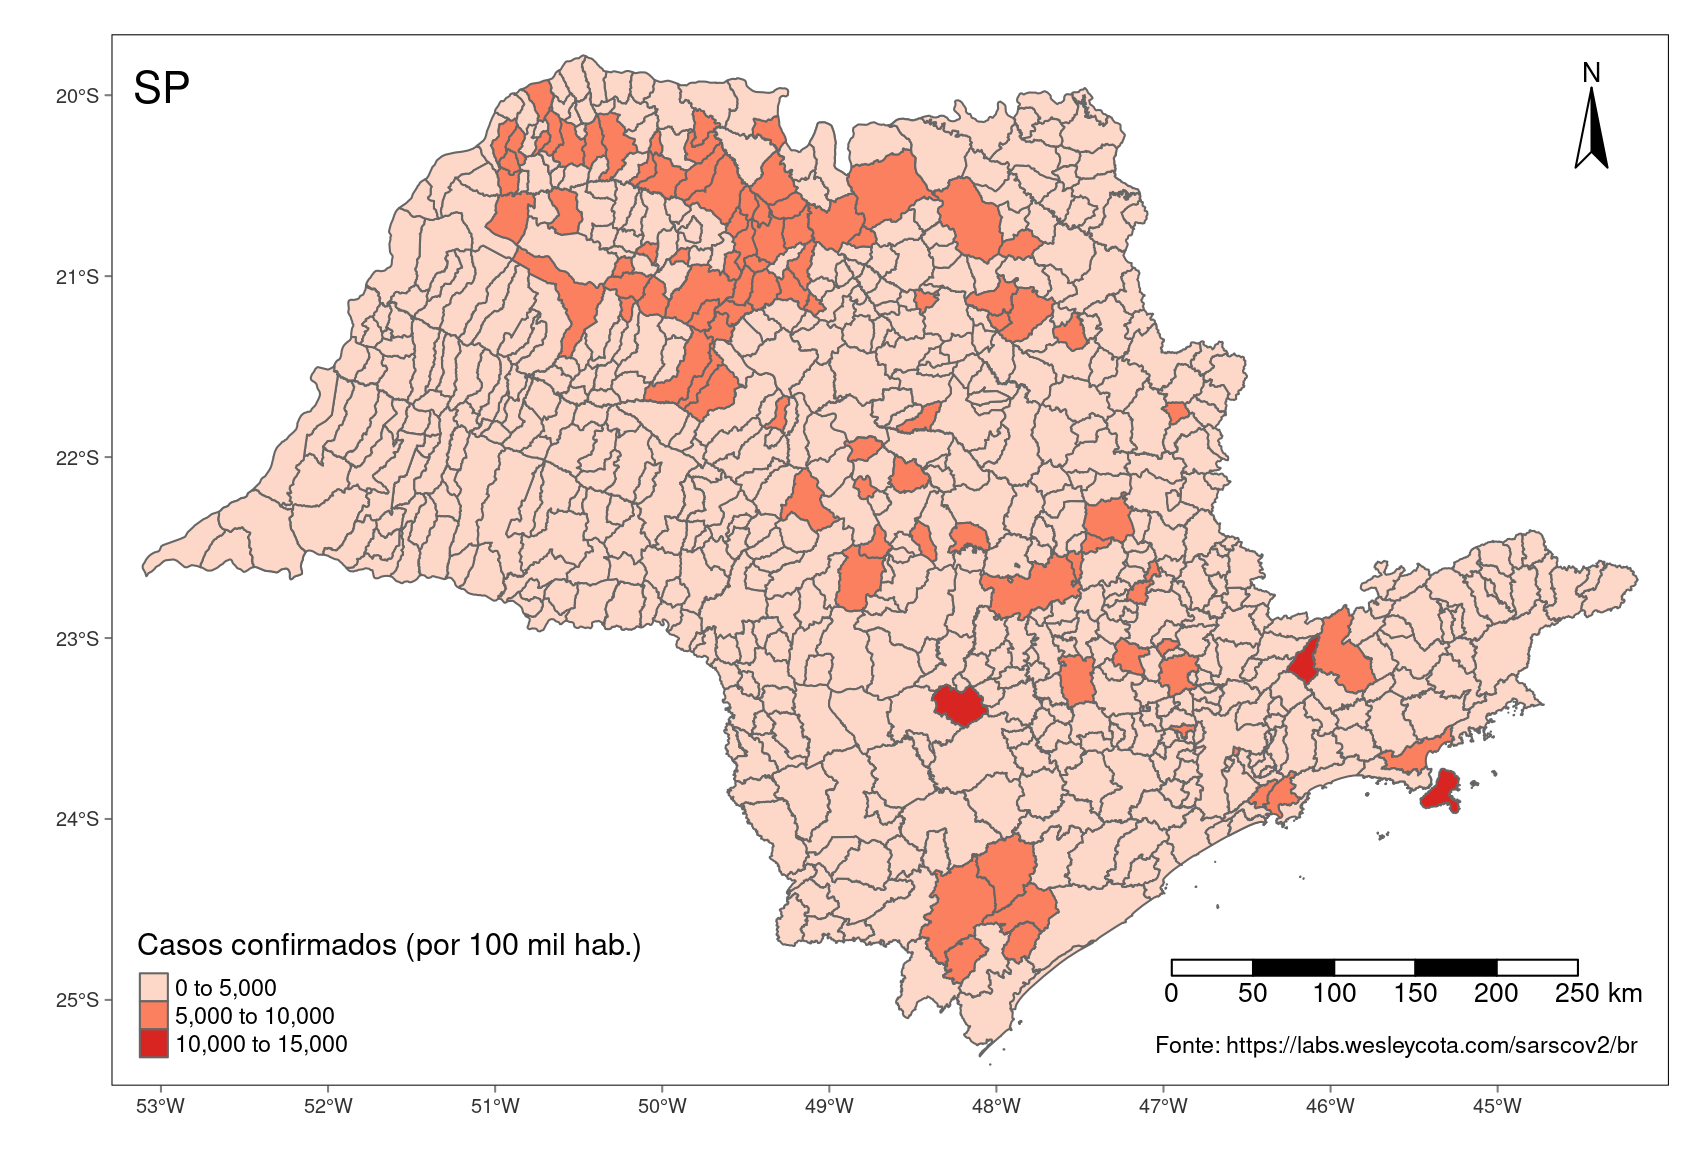 SP
N
20°S
21°S
22°S
23°S
24°S
25°S
Casos confirmados (por 100 mil hab.)
0 to 5,000
5,000 to 10,000
10,000 to 15,000
0 50 100 150 200 250 km
Fonte: https://labs.wesleycota.com/sarscov2/br
53°W 52°W 51°W 50°W 49°W 48°W 47°W 46°W 45°W